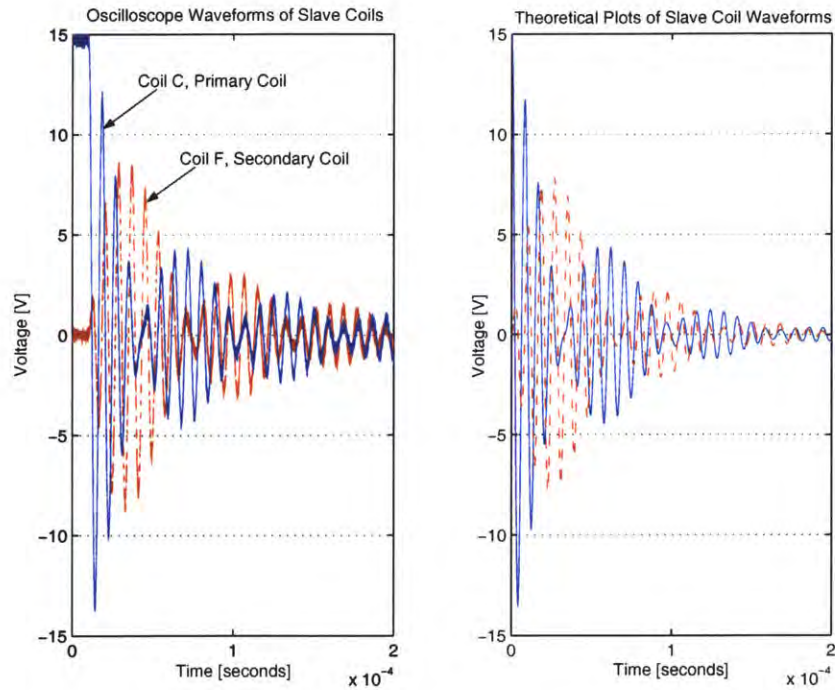 Oscilloscope Waveforms of Slave Coils
15
10
5
0
−5
−10
−15
Voltage [V]
Coil C, Primary Coil
Coil F, Secondary Coil
0
1
2
Time [seconds]
x 10⁻⁴
Theoretical Plots of Slave Coil Waveforms
15
10
5
0
−5
−10
−15
Voltage [V]
0
1
2
Time [seconds]
x 10⁻⁴